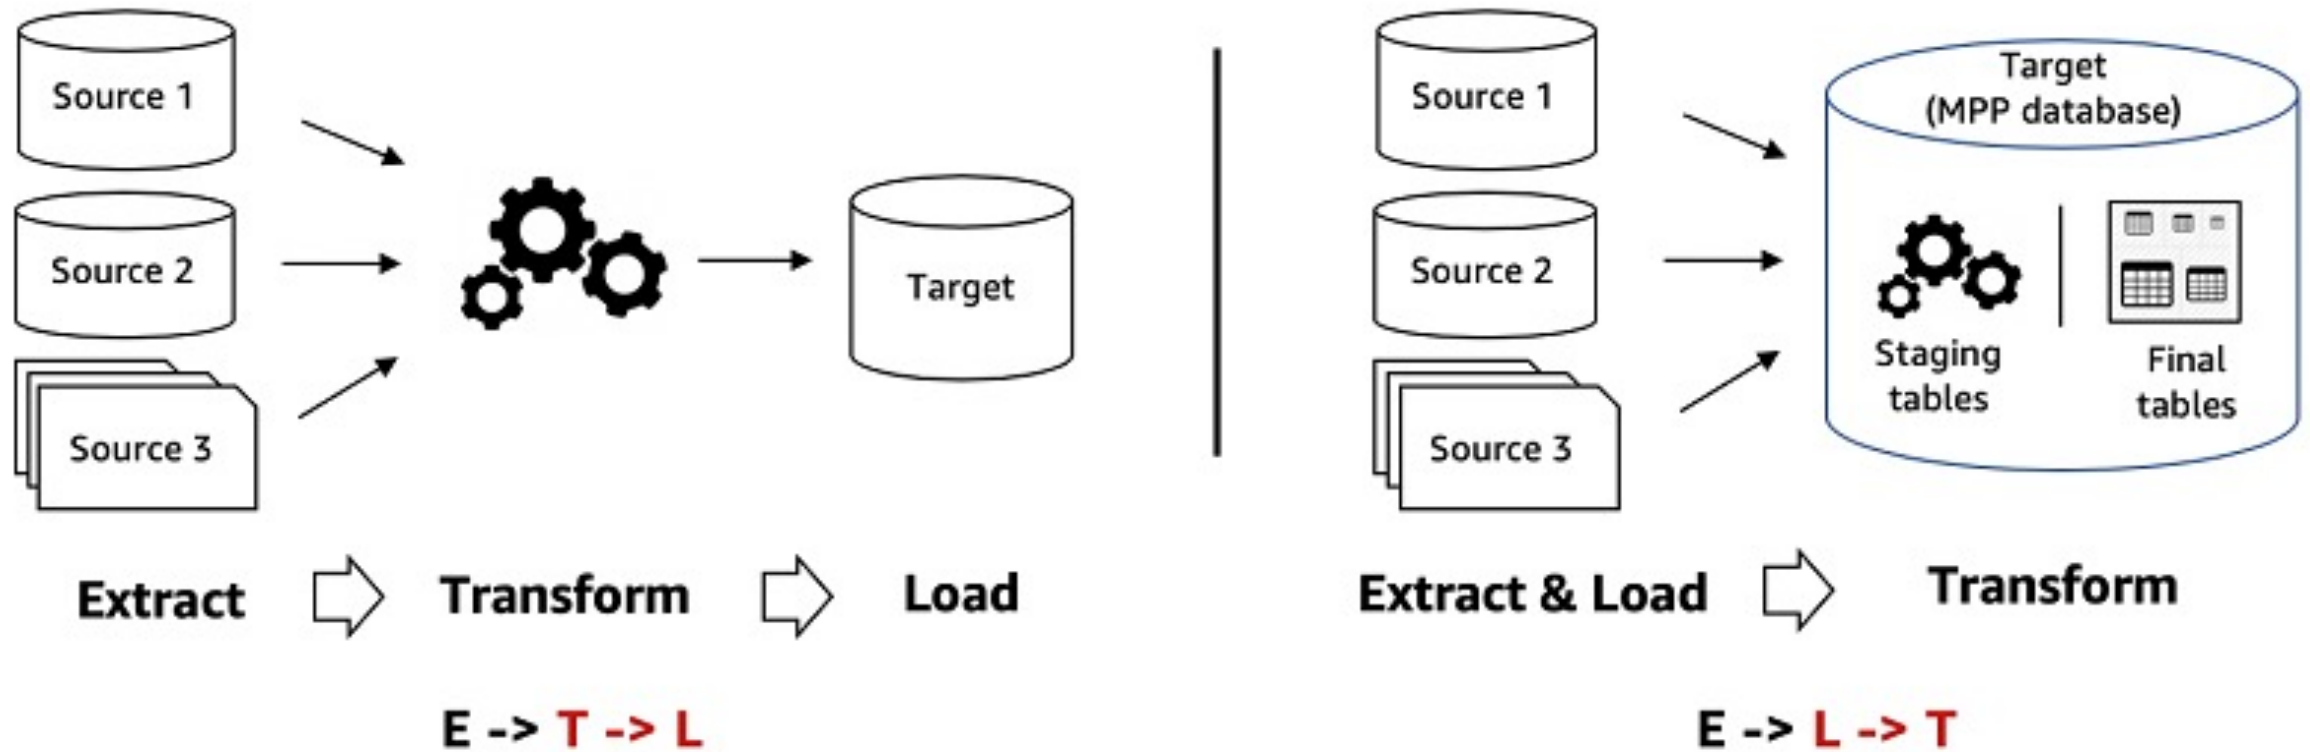 Source 1
Source 2
Source 3
Target
Extract
Transform
Load
E -> T -> L
Source 1
Source 2
Source 3
Target
(MPP database)
Staging
tables
Final
tables
Extract & Load
Transform
E -> L -> T